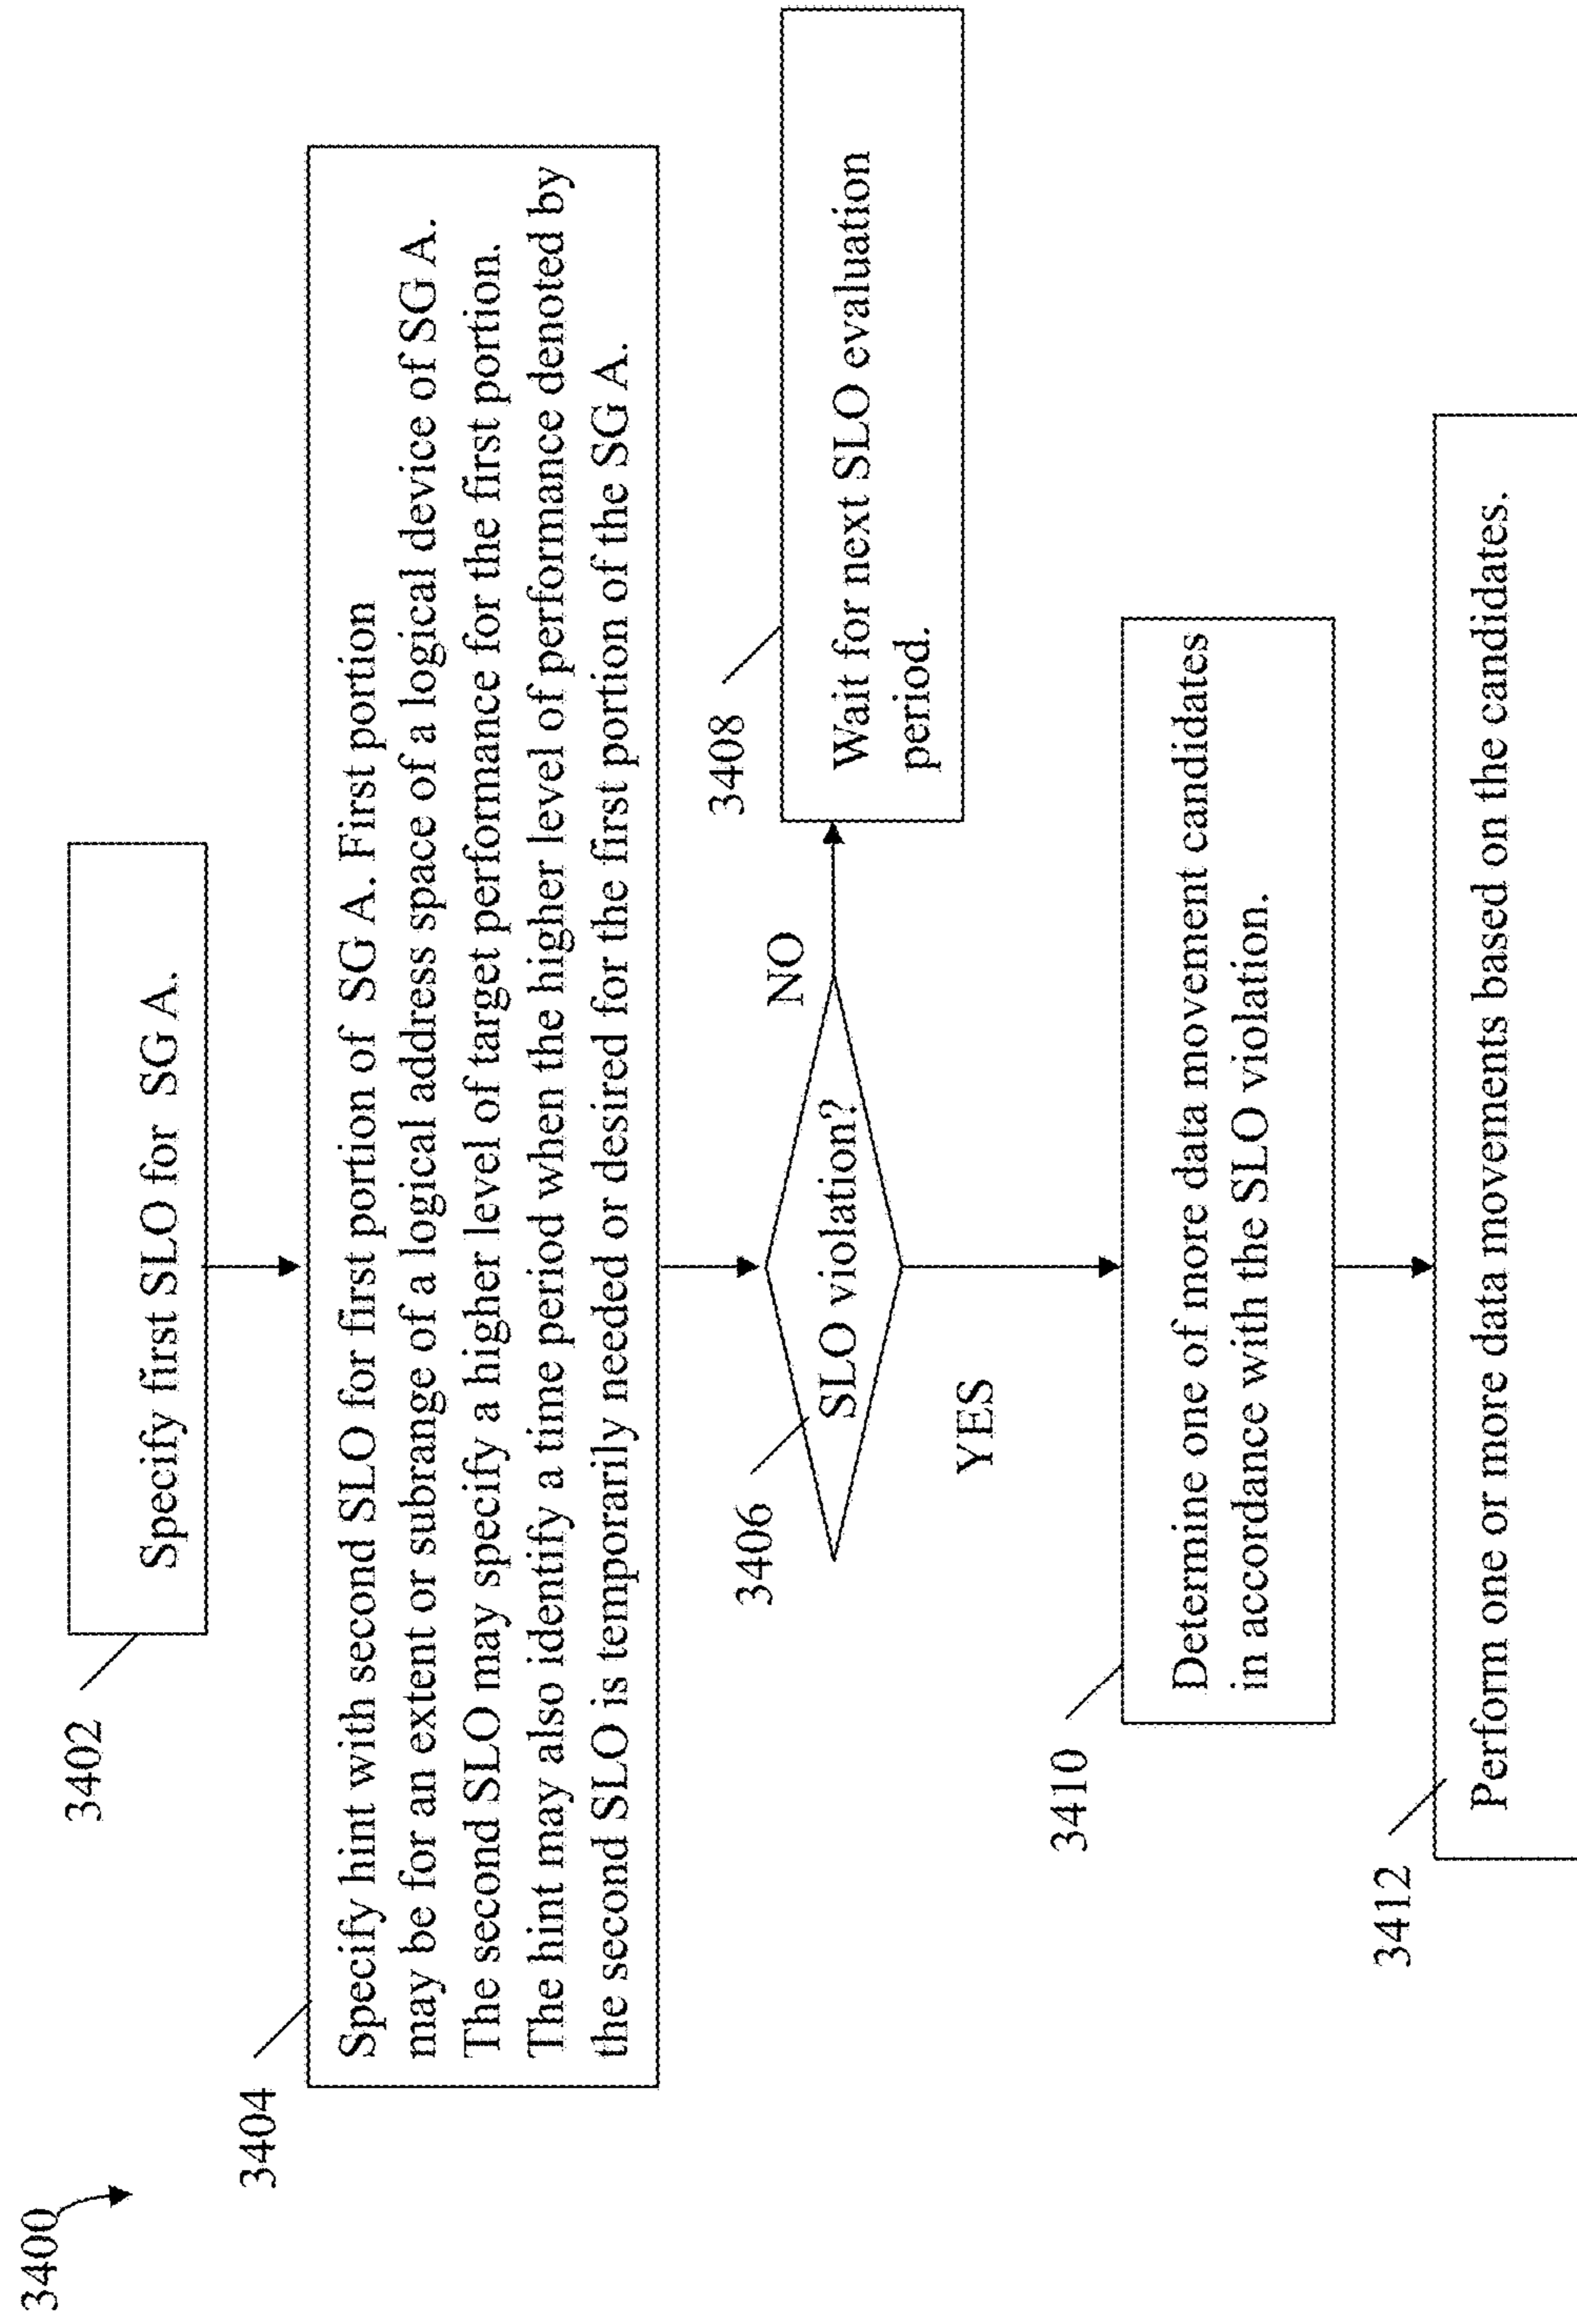 3400
3402
Specify first SLO for SG A.
3404
Specify hint with second SLO for first portion of SG A. First portion
may be for an extent or subrange of a logical address space of a logical device of SG A.
The second SLO may specify a higher level of target performance for the first portion.
The hint may also identify a time period when the higher level of performance denoted by
the second SLO is temporarily needed or desired for the first portion of the SG A.
3406
SLO violation?
NO
3408
Wait for next SLO evaluation
period.
YES
3410
Determine one of more data movement candidates
in accordance with the SLO violation.
3412
Perform one or more data movements based on the candidates.